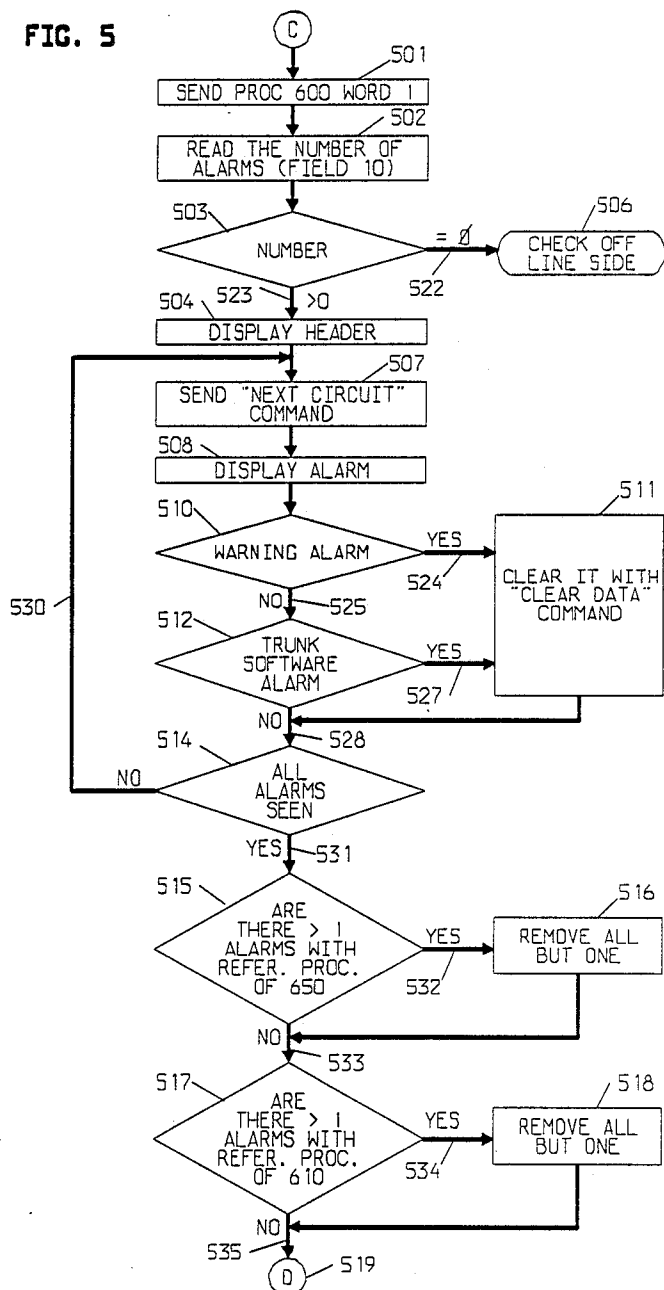 FIG. 5
C
501
SEND PROC 600 WORD 1
502
READ THE NUMBER OF
ALARMS (FIELD 10)
503
NUMBER
= Ø
522
506
CHECK OFF
LINE SIDE
523
>0
504
DISPLAY HEADER
507
SEND "NEXT CIRCUIT"
COMMAND
508
DISPLAY ALARM
510
WARNING ALARM
YES
524
511
CLEAR IT WITH
"CLEAR DATA"
COMMAND
530
NO
525
512
TRUNK
SOFTWARE
ALARM
YES
527
NO
528
514
NO
ALL
ALARMS
SEEN
YES
531
515
ARE
THERE > 1
ALARMS WITH
REFER. PROC.
OF 650
YES
532
516
REMOVE ALL
BUT ONE
NO
533
517
ARE
THERE > 1
ALARMS WITH
REFER. PROC.
OF 610
YES
534
518
REMOVE ALL
BUT ONE
NO
535
D
519